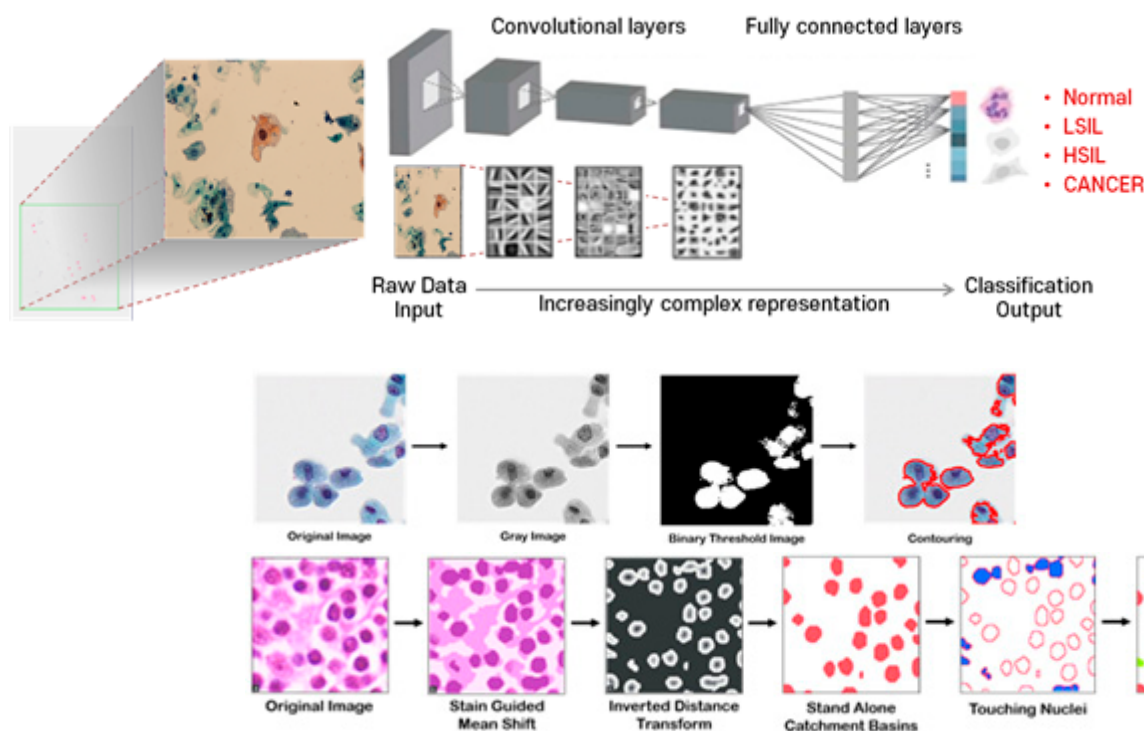 Convolutional layers
Fully connected layers
• Normal
• LSIL
• HSIL
• CANCER
Raw Data
Input
Increasingly complex representation
Classification
Output
Original Image
Gray Image
Binary Threshold Image
Contouring
Original Image
Stain Guided
Mean Shift
Inverted Distance
Transform
Stand Alone
Catchment Basins
Touching Nuclei